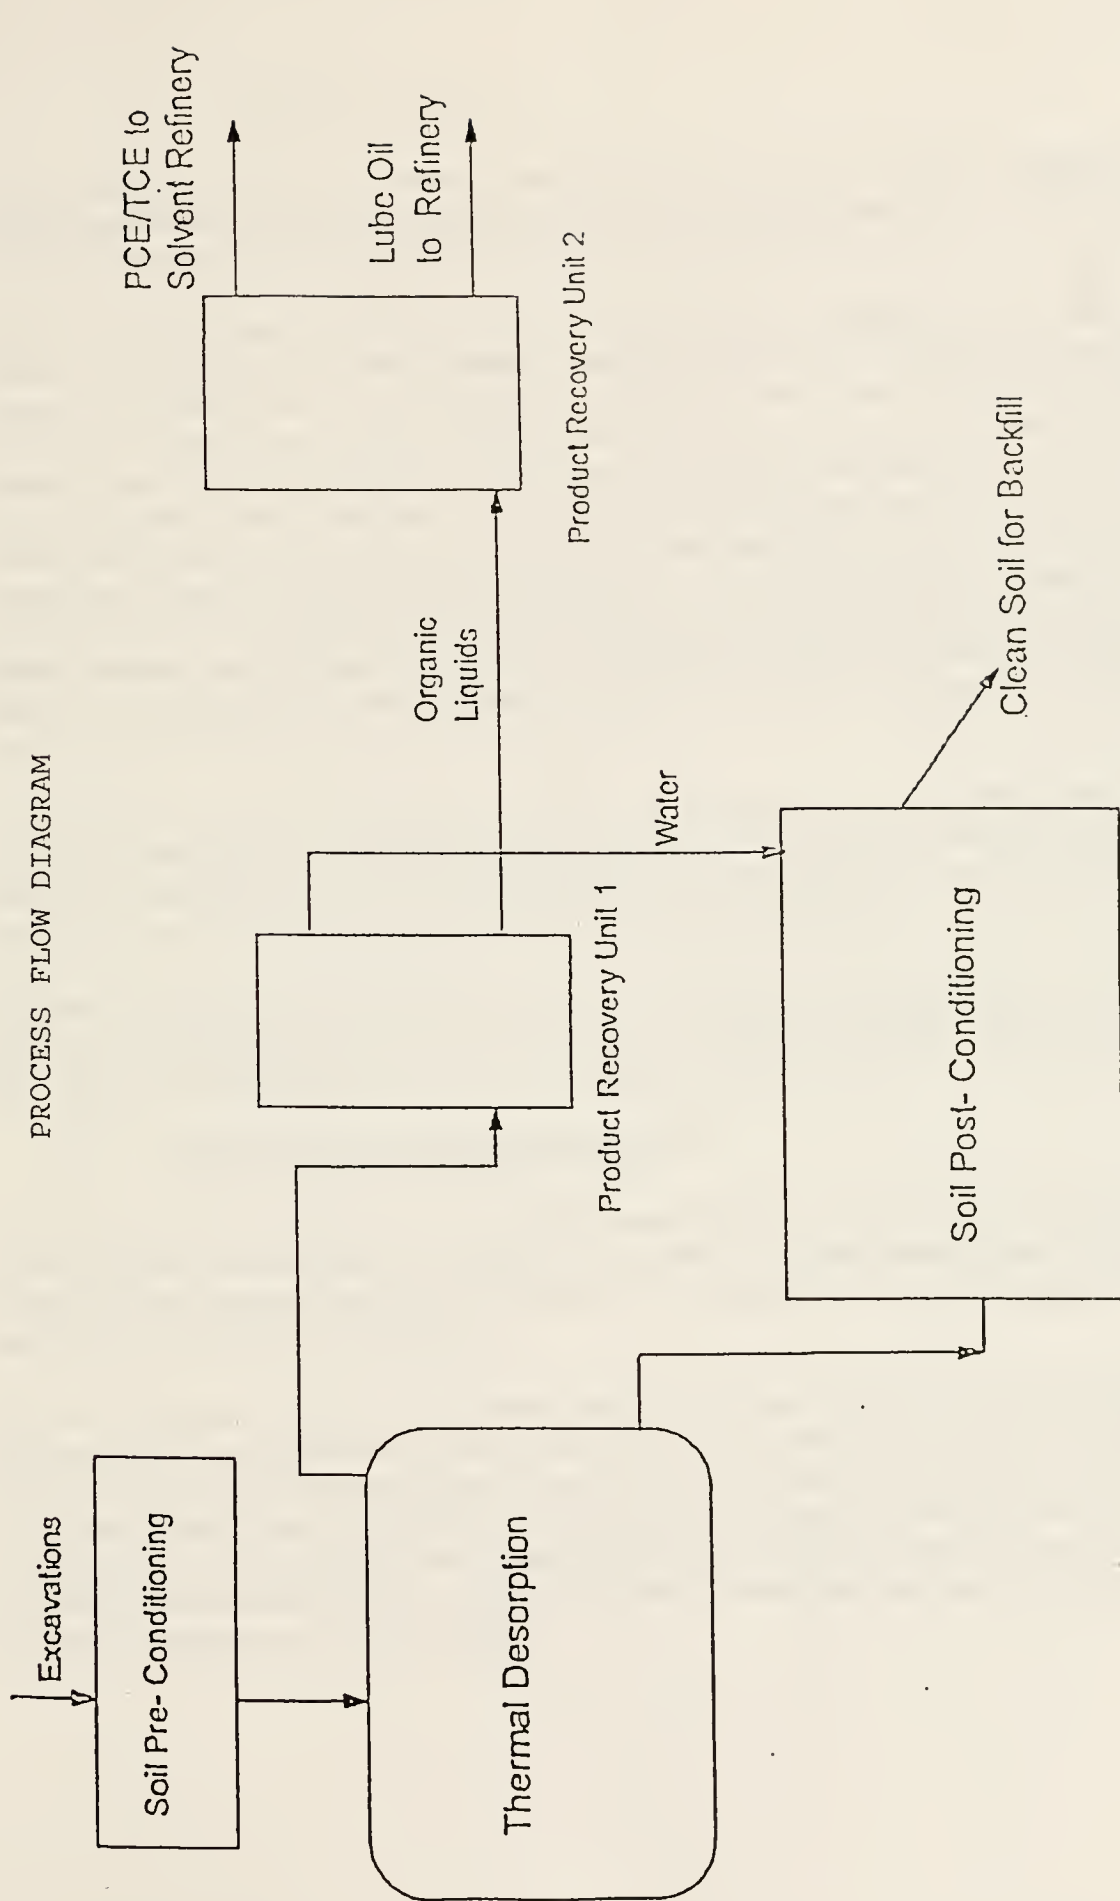 PROCESS FLOW DIAGRAM
Excavations
Soil Pre- Conditioning
Thermal Desorption
Product Recovery Unit 1
Organic
Liquids
Water
Product Recovery Unit 2
PCE/TCE to
Solvent Refinery
Lube Oil
to Refinery
Soil Post- Conditioning
Clean Soil for Backfill